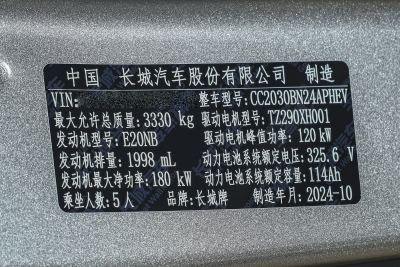 中国 长城汽车股份有限公司 制造
VIN: 整车型号:CC2030BN24APHEV
最大允许总质量: 3330 kg 驱动电机型号:TZ290XH001
发动机型号: E20NB 驱动电机峰值功率: 120 kW
发动机排量: 1998 mL 动力电池系统额定电压: 325.6 V
发动机最大净功率: 180 kW 动力电池系统额定容量: 114Ah
乘坐人数: 5 人 品牌:长城牌 制造年月: 2024-10